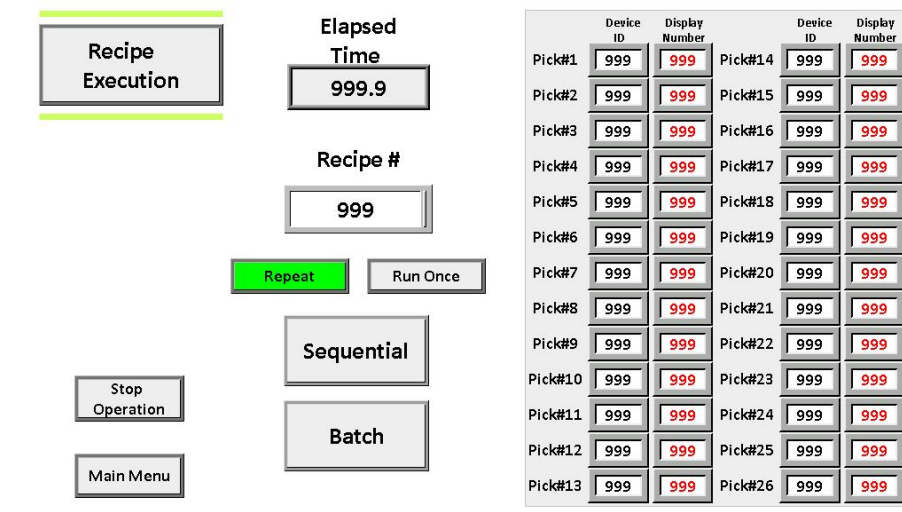 Recipe
Execution
Elapsed
Time
999.9
Recipe #
999
Repeat Run Once
Sequential
Batch
Stop
Operation
Main Menu
Device Display Device Display
ID Number ID Number
Pick#1 999 999 Pick#14 999 999
Pick#2 999 999 Pick#15 999 999
Pick#3 999 999 Pick#16 999 999
Pick#4 999 999 Pick#17 999 999
Pick#5 999 999 Pick#18 999 999
Pick#6 999 999 Pick#19 999 999
Pick#7 999 999 Pick#20 999 999
Pick#8 999 999 Pick#21 999 999
Pick#9 999 999 Pick#22 999 999
Pick#10 999 999 Pick#23 999 999
Pick#11 999 999 Pick#24 999 999
Pick#12 999 999 Pick#25 999 999
Pick#13 999 999 Pick#26 999 999